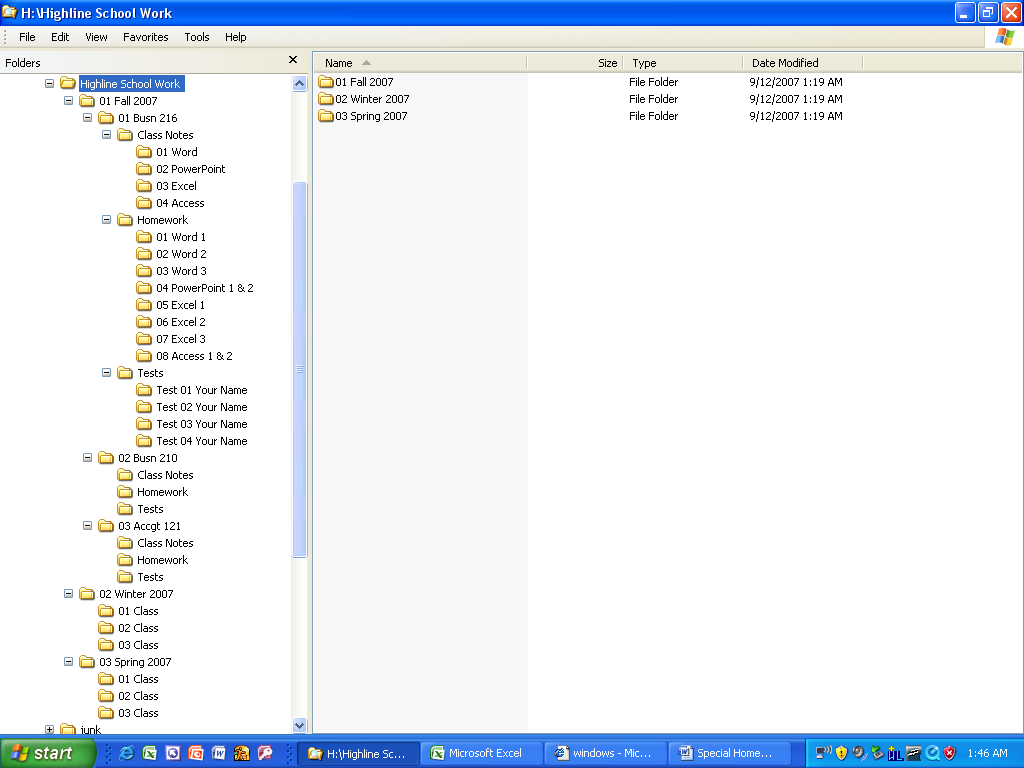 H:\Highline School Work
File Edit View Favorites Tools Help
Folders
Highline School Work
01 Fall 2007
01 Busn 216
Class Notes
01 Word
02 PowerPoint
03 Excel
04 Access
Homework
01 Word 1
02 Word 2
03 Word 3
04 PowerPoint 1 & 2
05 Excel 1
06 Excel 2
07 Excel 3
08 Access 1 & 2
Tests
Test 01 Your Name
Test 02 Your Name
Test 03 Your Name
Test 04 Your Name
02 Busn 210
Class Notes
Homework
Tests
03 Accgt 121
Class Notes
Homework
Tests
02 Winter 2007
01 Class
02 Class
03 Class
03 Spring 2007
01 Class
02 Class
03 Class
junk
Name Size Type Date Modified
01 Fall 2007 File Folder 9/12/2007 1:19 AM
02 Winter 2007 File Folder 9/12/2007 1:19 AM
03 Spring 2007 File Folder 9/12/2007 1:19 AM
start H:\Highline Sc... Microsoft Excel windows - Mic... Special Home... 1:46 AM